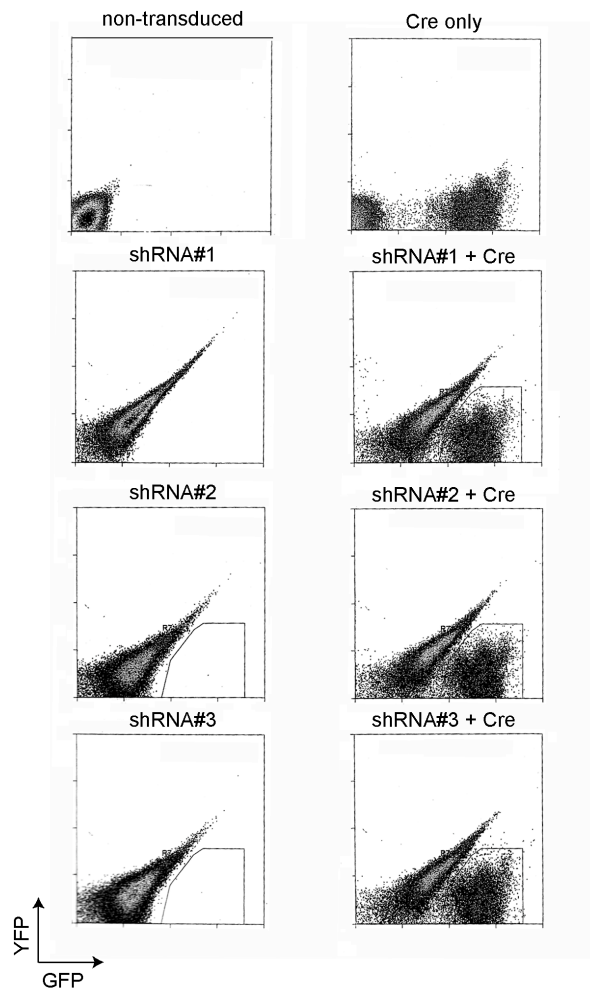 non-transduced
Cre only
shRNA#1
shRNA#1 + Cre
shRNA#2
shRNA#2 + Cre
shRNA#3
shRNA#3 + Cre
YFP
GFP